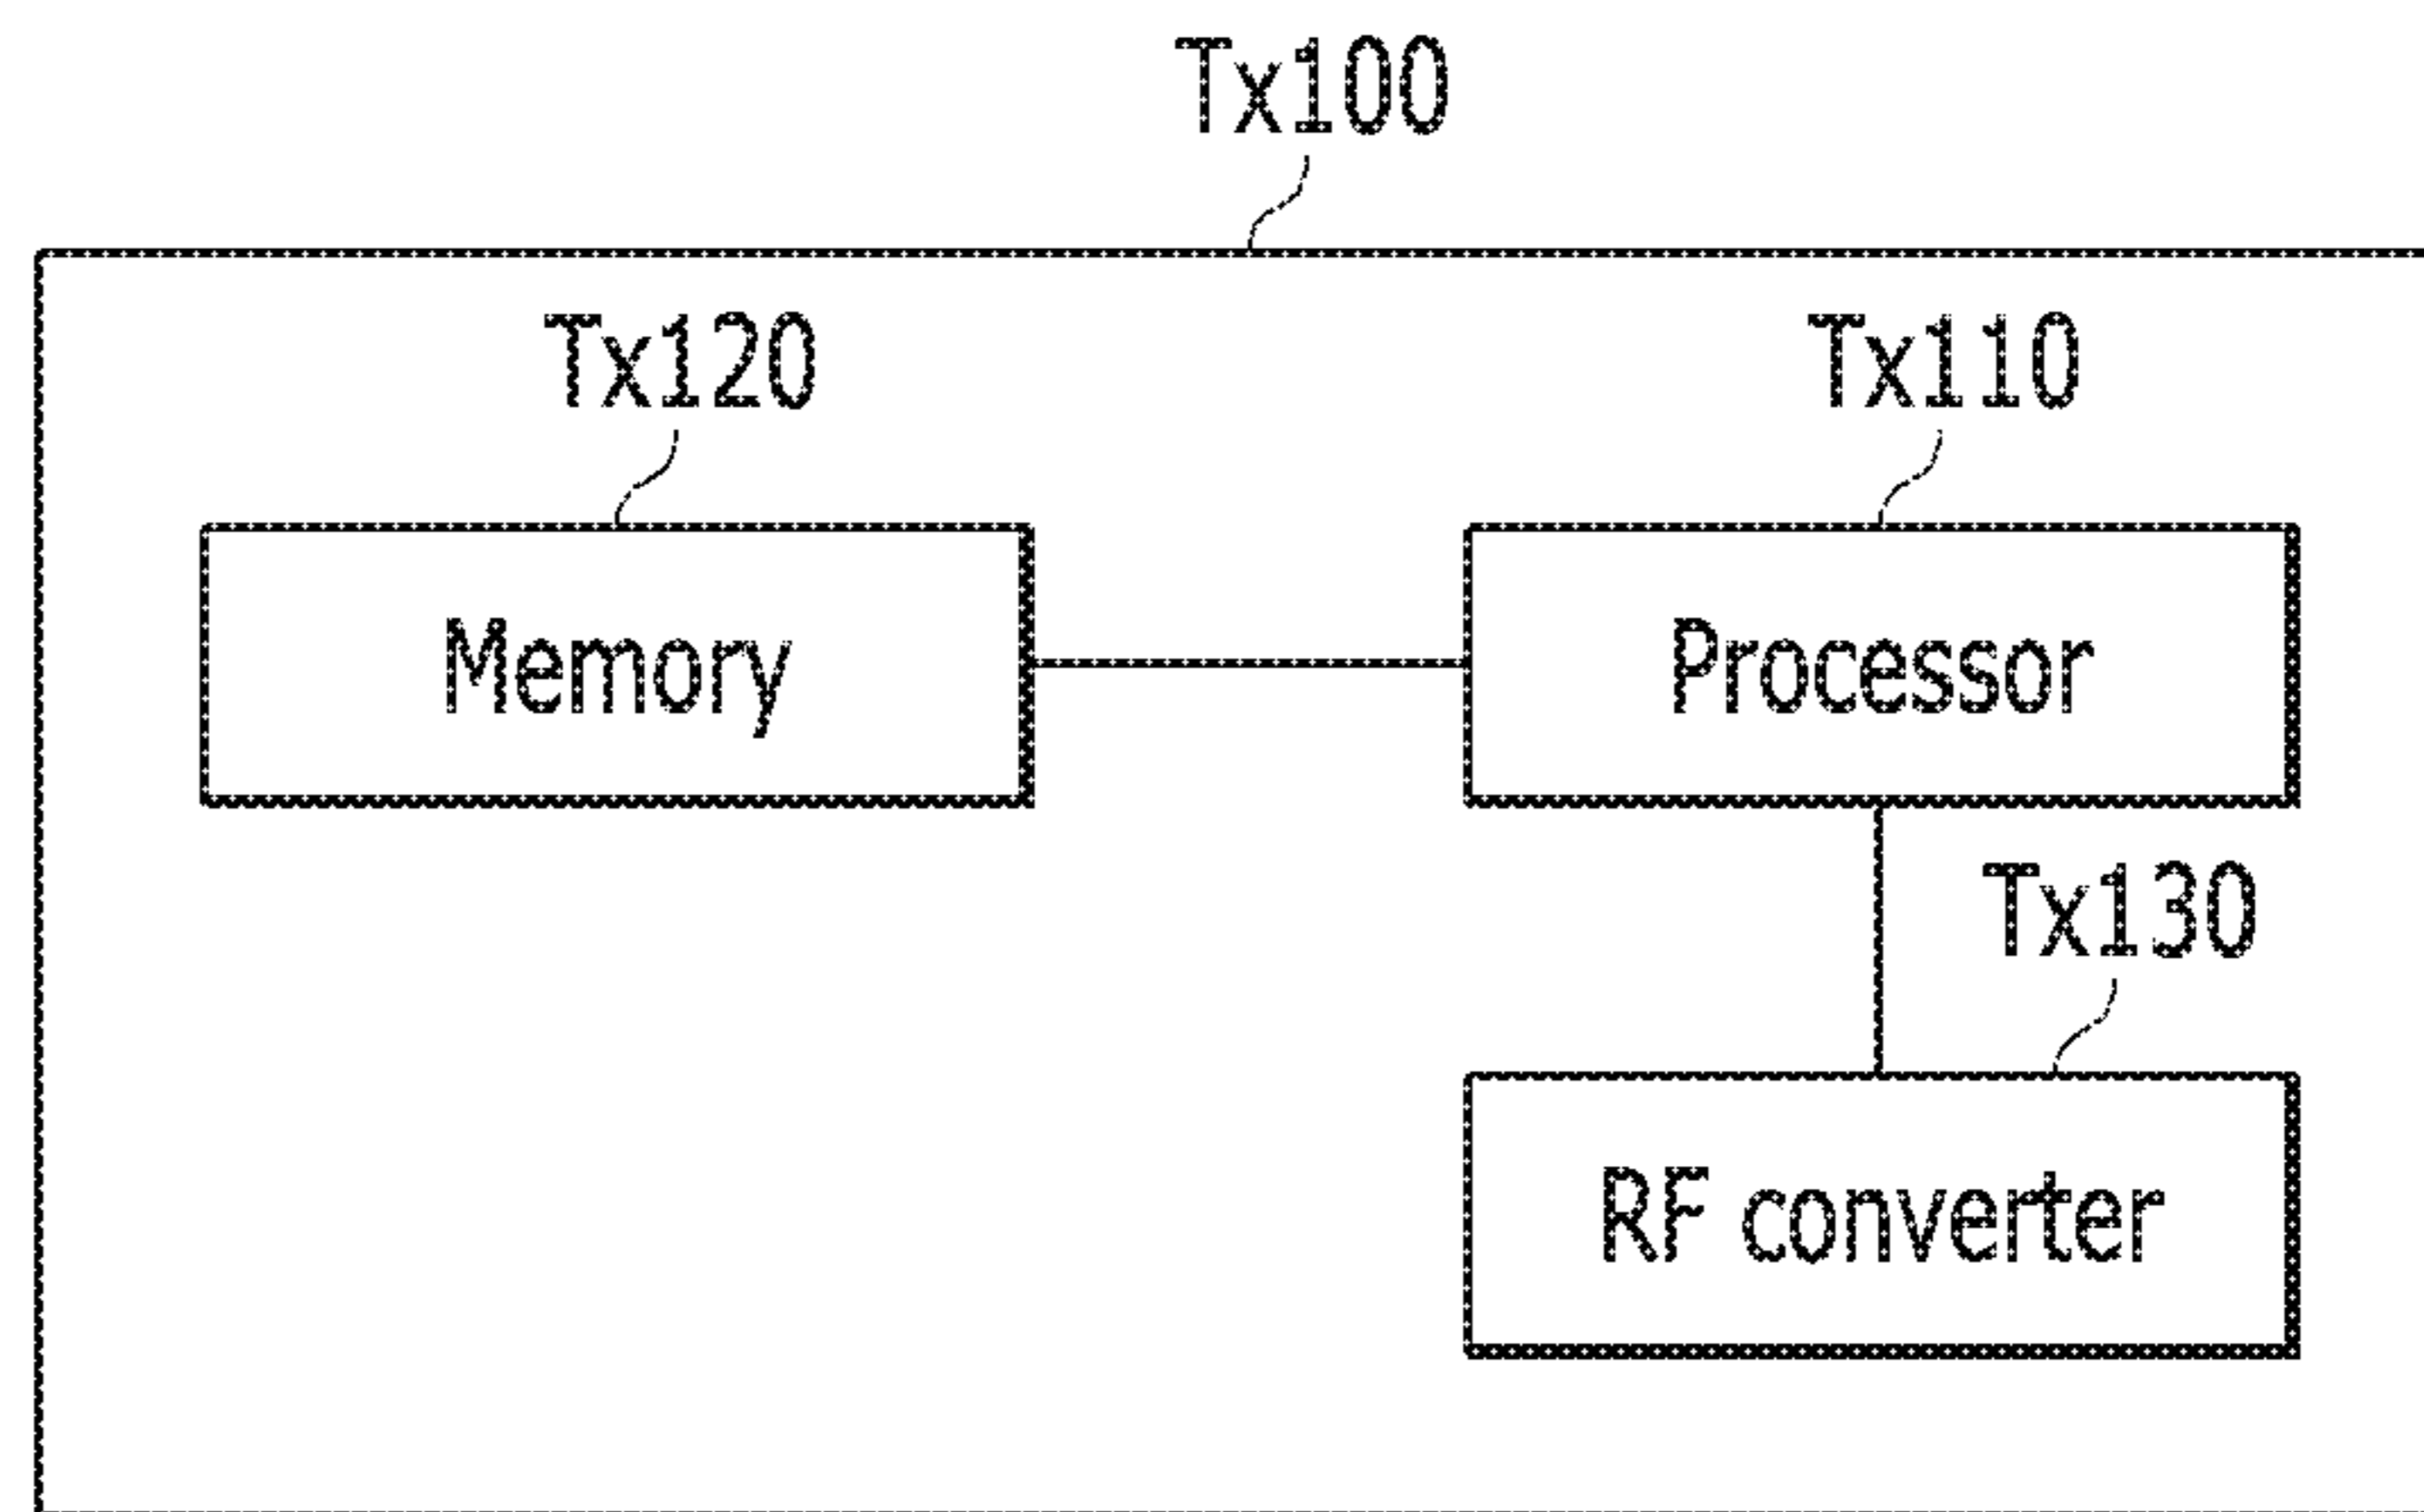 Tx100
Tx120
Tx110
Memory
Processor
Tx130
RF converter